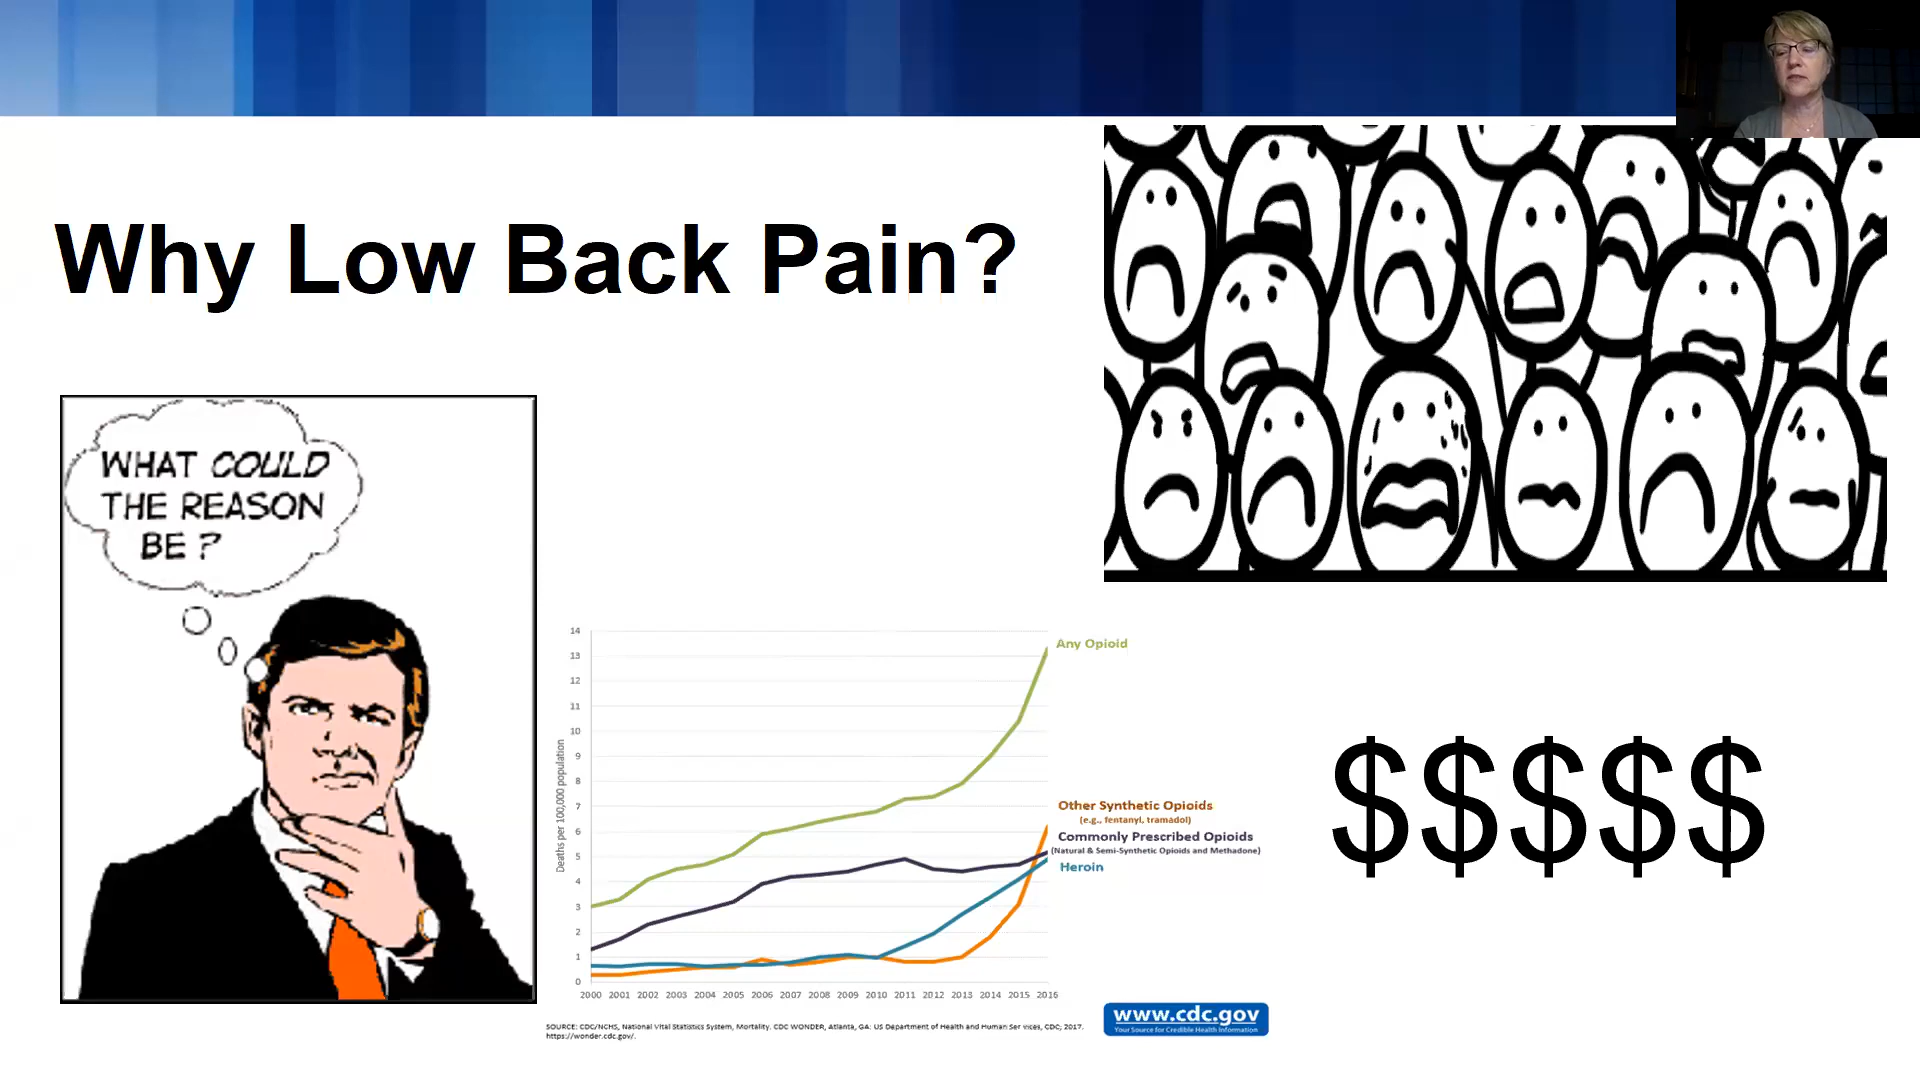 Why Low Back Pain?
WHAT COULD
THE REASON
BE?
14
13
12
11
10
9
8
7
6
5
4
3
2
1
0
Deaths per 100,000 population
2000 2001 2002 2003 2004 2005 2006 2007 2008 2009 2010 2011 2012 2013 2014 2015 2016
Any Opioid
Other Synthetic Opioids
(e.g., fentanyl, tramadol)
Commonly Prescribed Opioids
(Natural & Semi-Synthetic Opioids and Methadone)
Heroin
SOURCE: CDC/NCHS, National Vital Statistics System, Mortality. CDC WONDER, Atlanta, GA: US Department of Health and Human Services, CDC; 2017.
https://wonder.cdc.gov/.
www.cdc.gov
Your Source for Credible Health Information
$$$$$